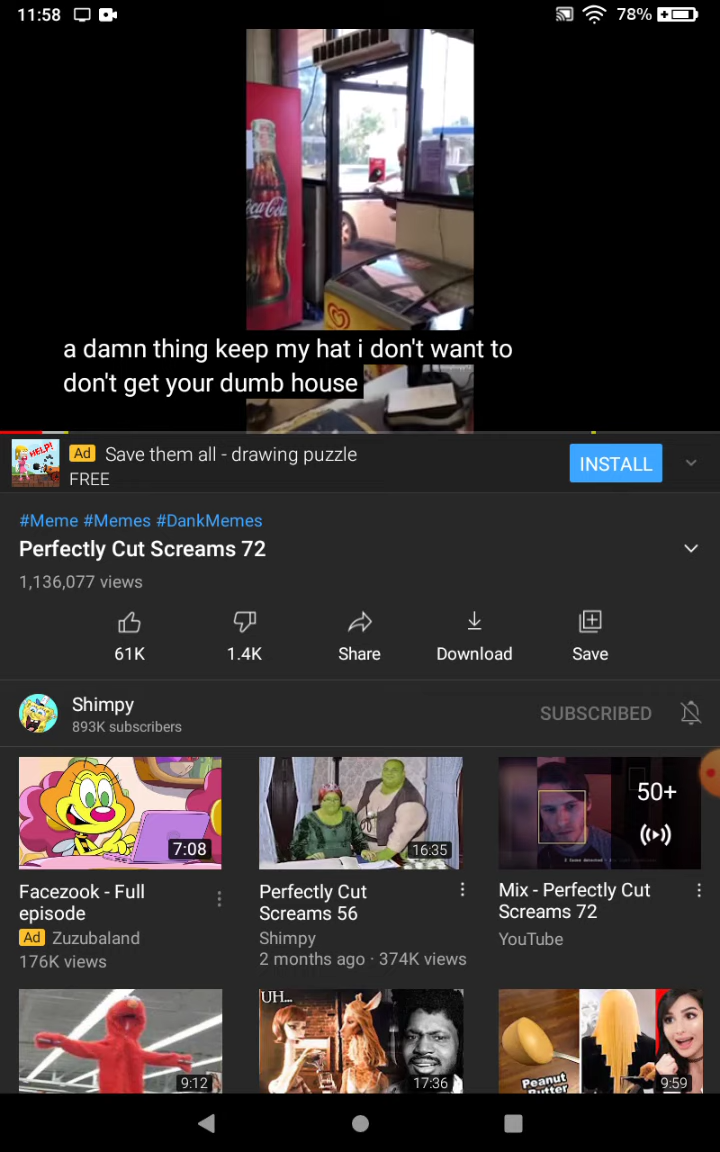 11:58
78%
Coca-Cola
a damn thing keep my hat i don't want to
don't get your dumb house
HELP!
Ad Save them all - drawing puzzle
FREE
INSTALL
#Meme #Memes #DankMemes
Perfectly Cut Screams 72
1,136,077 views
61K
1.4K
Share
Download
Save
Shimpy
893K subscribers
SUBSCRIBED
7:08
16:35
50+
Facezook - Full
episode
Ad Zuzubaland
176K views
Perfectly Cut
Screams 56
Shimpy
2 months ago · 374K views
Mix - Perfectly Cut
Screams 72
YouTube
9:12
UH...
17:36
Peanut
Butter
9:59